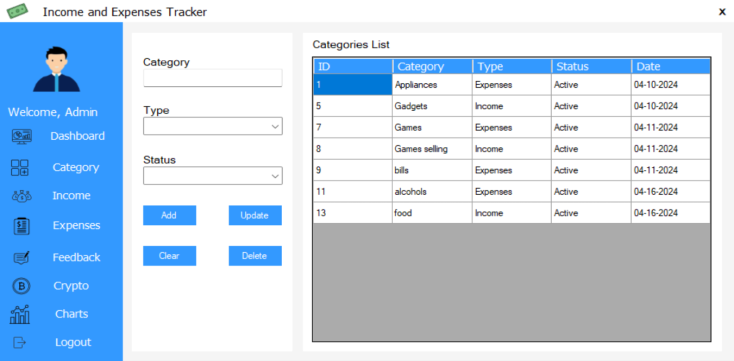 Income and Expenses Tracker x
Welcome, Admin
Dashboard
Category
Income
Expenses
Feedback
Crypto
Charts
Logout
Category
Type
Status
Add Update
Clear Delete
Categories List
ID Category Type Status Date
1 Appliances Expenses Active 04-10-2024
5 Gadgets Income Active 04-10-2024
7 Games Expenses Active 04-11-2024
8 Games selling Income Active 04-11-2024
9 bills Expenses Active 04-11-2024
11 alcohols Expenses Active 04-16-2024
13 food Income Active 04-16-2024